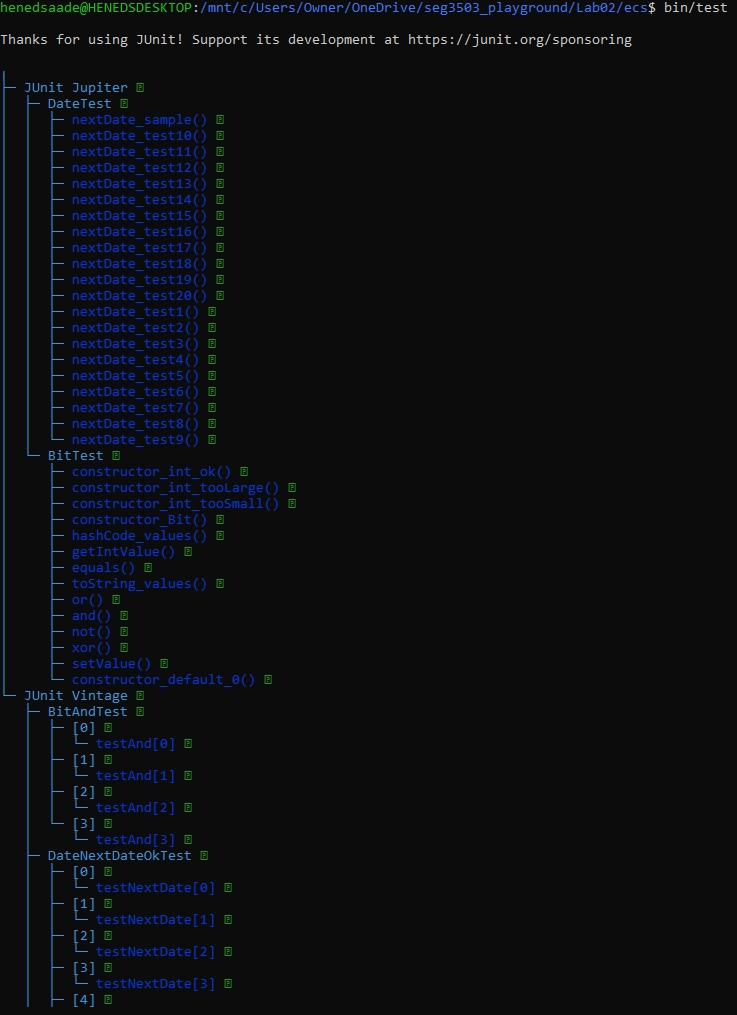 henedsaade@HENEDSDESKTOP:/mnt/c/Users/Owner/OneDrive/seg3503_playground/Lab02/ecs$ bin/test
Thanks for using JUnit! Support its development at https://junit.org/sponsoring
╷
├─ JUnit Jupiter ⍰
│  ├─ DateTest ⍰
│  │  ├─ nextDate_sample() ⍰
│  │  ├─ nextDate_test10() ⍰
│  │  ├─ nextDate_test11() ⍰
│  │  ├─ nextDate_test12() ⍰
│  │  ├─ nextDate_test13() ⍰
│  │  ├─ nextDate_test14() ⍰
│  │  ├─ nextDate_test15() ⍰
│  │  ├─ nextDate_test16() ⍰
│  │  ├─ nextDate_test17() ⍰
│  │  ├─ nextDate_test18() ⍰
│  │  ├─ nextDate_test19() ⍰
│  │  ├─ nextDate_test20() ⍰
│  │  ├─ nextDate_test1() ⍰
│  │  ├─ nextDate_test2() ⍰
│  │  ├─ nextDate_test3() ⍰
│  │  ├─ nextDate_test4() ⍰
│  │  ├─ nextDate_test5() ⍰
│  │  ├─ nextDate_test6() ⍰
│  │  ├─ nextDate_test7() ⍰
│  │  ├─ nextDate_test8() ⍰
│  │  └─ nextDate_test9() ⍰
│  └─ BitTest ⍰
│     ├─ constructor_int_ok() ⍰
│     ├─ constructor_int_tooLarge() ⍰
│     ├─ constructor_int_tooSmall() ⍰
│     ├─ constructor_Bit() ⍰
│     ├─ hashCode_values() ⍰
│     ├─ getIntValue() ⍰
│     ├─ equals() ⍰
│     ├─ toString_values() ⍰
│     ├─ or() ⍰
│     ├─ and() ⍰
│     ├─ not() ⍰
│     ├─ xor() ⍰
│     ├─ setValue() ⍰
│     └─ constructor_default_0() ⍰
└─ JUnit Vintage ⍰
   ├─ BitAndTest ⍰
   │  ├─ [0] ⍰
   │  │  └─ testAnd[0] ⍰
   │  ├─ [1] ⍰
   │  │  └─ testAnd[1] ⍰
   │  ├─ [2] ⍰
   │  │  └─ testAnd[2] ⍰
   │  └─ [3] ⍰
   │     └─ testAnd[3] ⍰
   ├─ DateNextDateOkTest ⍰
   │  ├─ [0] ⍰
   │  │  └─ testNextDate[0] ⍰
   │  ├─ [1] ⍰
   │  │  └─ testNextDate[1] ⍰
   │  ├─ [2] ⍰
   │  │  └─ testNextDate[2] ⍰
   │  ├─ [3] ⍰
   │  │  └─ testNextDate[3] ⍰
   │  ├─ [4] ⍰